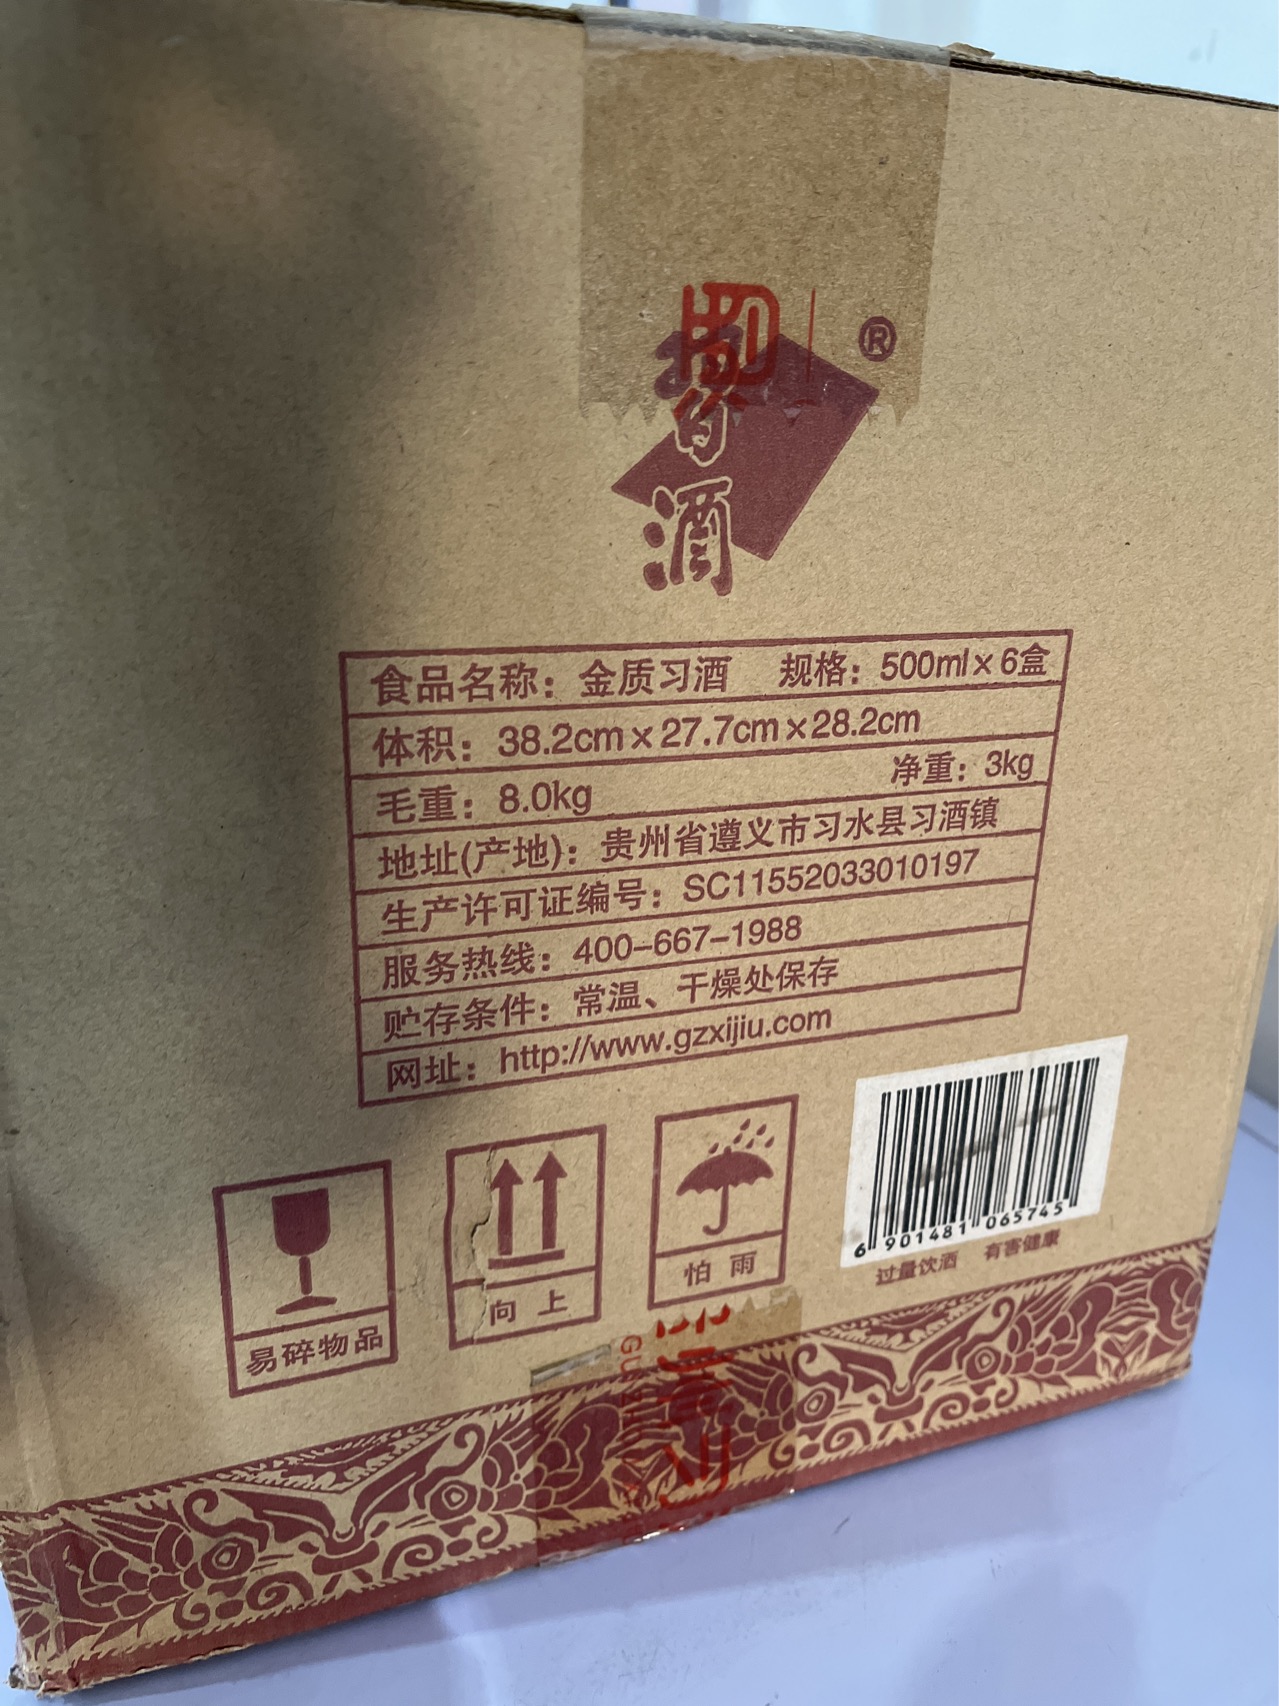 ®
習
酒
食品名称：金质习酒 规格：500ml×6盒
体积：38.2cm×27.7cm×28.2cm
毛重：8.0kg 净重：3kg
地址(产地)：贵州省遵义市习水县习酒镇
生产许可证编号：SC11552033010197
服务热线：400-667-1988
贮存条件：常温、干燥处保存
网址：http://www.gzxijiu.com
易碎物品
向上
怕雨
6 901481 065745
过量饮酒 有害健康